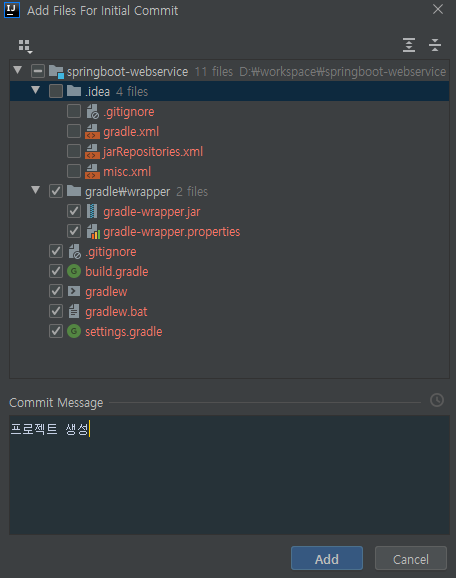 Add Files For Initial Commit
springboot-webservice 11 files D:₩workspace₩springboot-webservice
.idea 4 files
.gitignore
gradle.xml
jarRepositories.xml
misc.xml
gradle₩wrapper 2 files
gradle-wrapper.jar
gradle-wrapper.properties
.gitignore
build.gradle
gradlew
gradlew.bat
settings.gradle
Commit Message
프로젝트 생성
Add Cancel